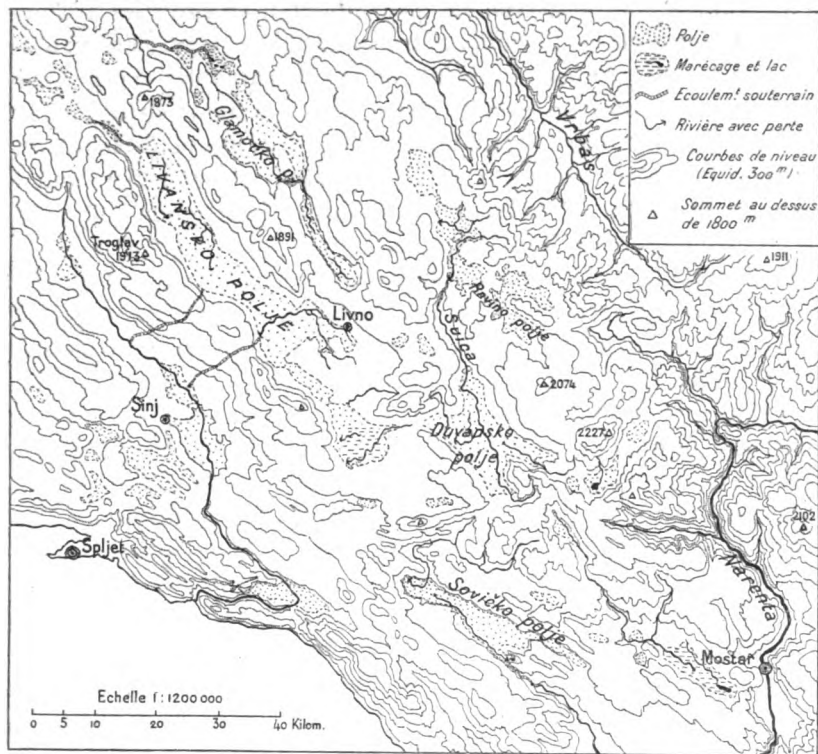 Polje
Marécage et lac
Ecoulem.t souterrain
Rivière avec perte
Courbes de niveau
(Equid. 300 m)
Sommet au dessus
de 1800 m
1873
Glamočko p.
Vrbas
LIVANSKO POLJE
1891
Troglav
1913
1911
Livno
Ravno polje
Šuica
2074
Sinj
2227
Duvansko
polje
2102
Spljet
Narenta
Sovičko polje
Mostar
Echelle 1:1200000
0 5 10 20 30 40 Kilom.